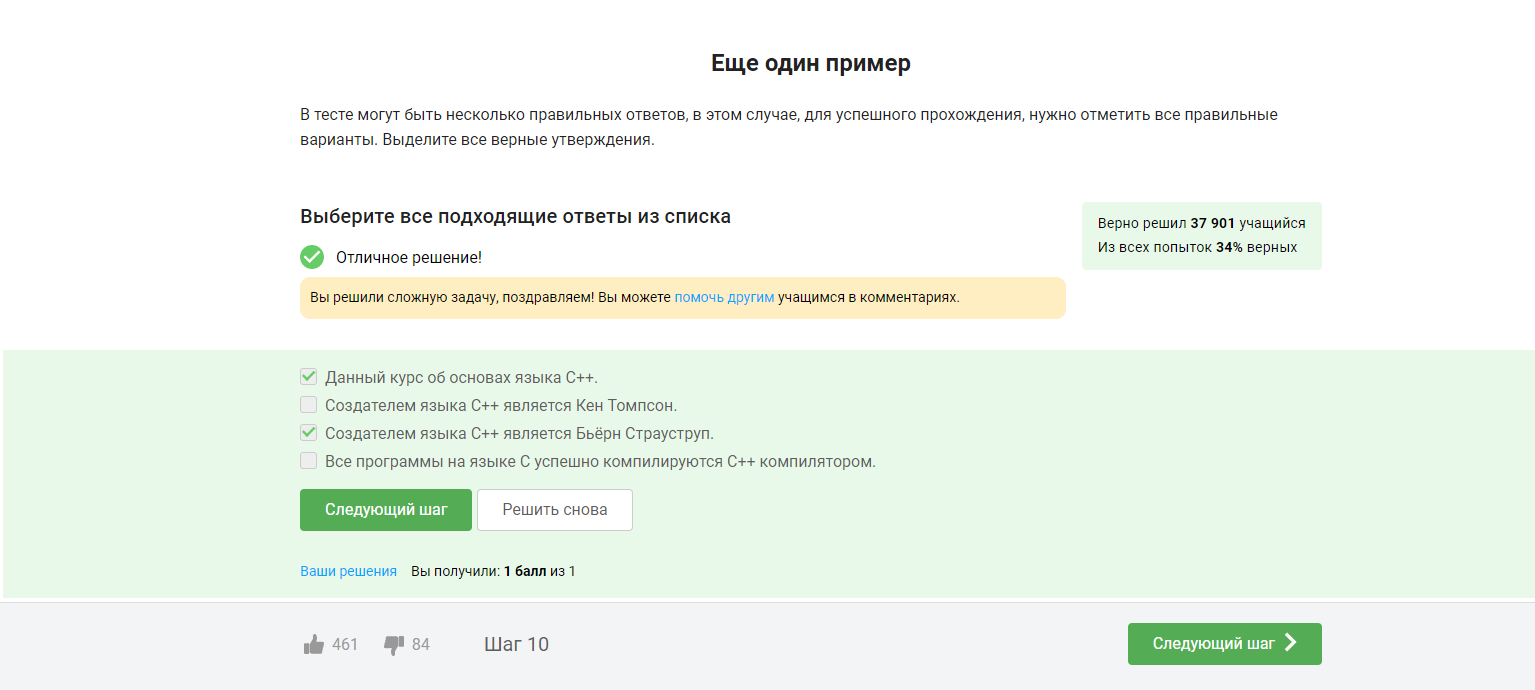 Еще один пример
В тесте могут быть несколько правильных ответов, в этом случае, для успешного прохождения, нужно отметить все правильные
варианты. Выделите все верные утверждения.
Выберите все подходящие ответы из списка
Верно решил 37 901 учащийся
Из всех попыток 34% верных
Отличное решение!
Вы решили сложную задачу, поздравляем! Вы можете помочь другим учащимся в комментариях.
Данный курс об основах языка C++.
Создателем языка C++ является Кен Томпсон.
Создателем языка C++ является Бьёрн Страуструп.
Все программы на языке C успешно компилируются C++ компилятором.
Следующий шаг
Решить снова
Ваши решения Вы получили: 1 балл из 1
461 84 Шаг 10 Следующий шаг